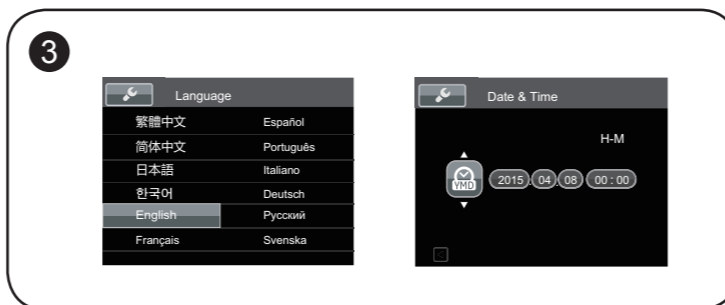 3
Language
繁體中文 Español
简体中文 Português
日本語 Italiano
한국어 Deutsch
English Русский
Français Svenska
Date & Time
H-M
YMD 2015.04.08 00:00